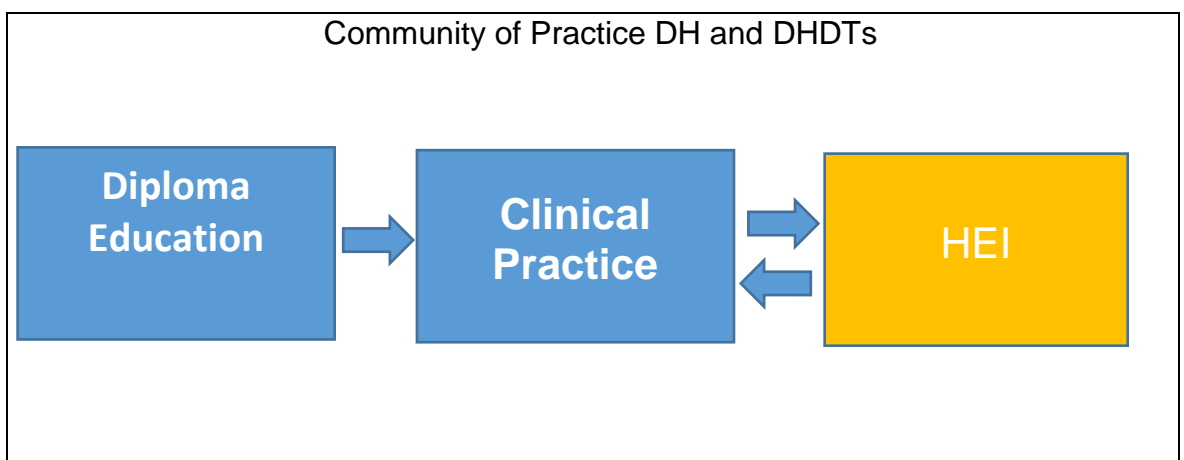 Community of Practice DH and DHDTs
Diploma
Education
Clinical
Practice
HEI